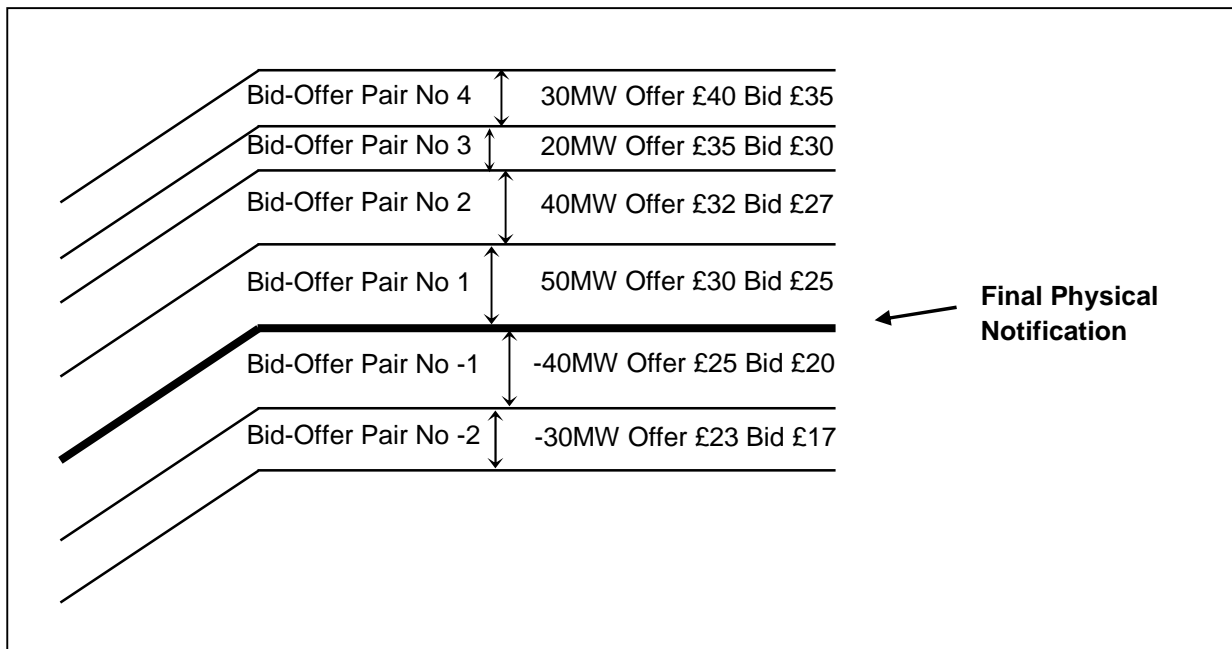 Bid-Offer Pair No 4 30MW Offer £40 Bid £35
Bid-Offer Pair No 3 20MW Offer £35 Bid £30
Bid-Offer Pair No 2 40MW Offer £32 Bid £27
Bid-Offer Pair No 1 50MW Offer £30 Bid £25
Final Physical
Notification
Bid-Offer Pair No -1 -40MW Offer £25 Bid £20
Bid-Offer Pair No -2 -30MW Offer £23 Bid £17